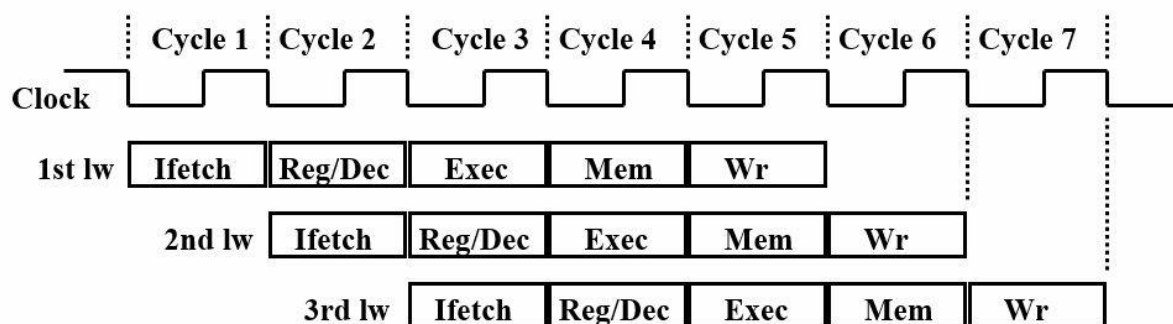 Cycle 1 Cycle 2 Cycle 3 Cycle 4 Cycle 5 Cycle 6 Cycle 7
Clock
1st lw Ifetch Reg/Dec Exec Mem Wr
2nd lw Ifetch Reg/Dec Exec Mem Wr
3rd lw Ifetch Reg/Dec Exec Mem Wr